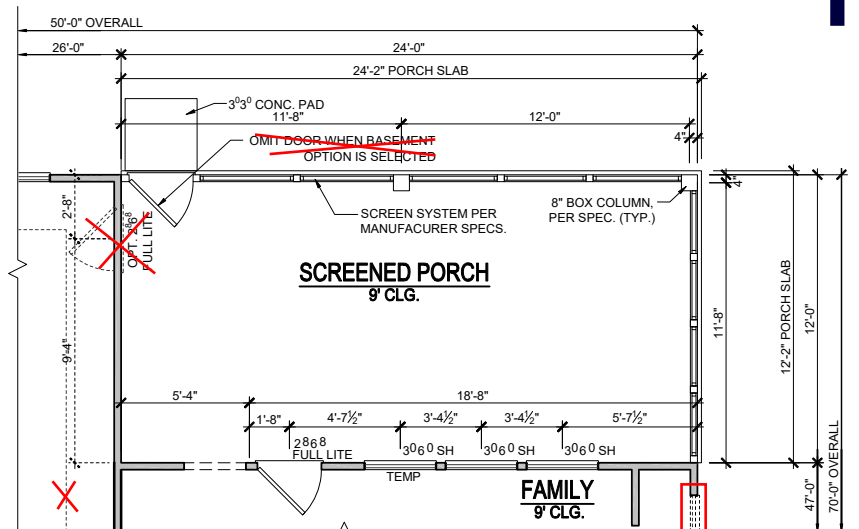 50'-0" OVERALL
26'-0"
24'-0"
24'-2" PORCH SLAB
3⁰3⁰ CONC. PAD
11'-8"
12'-0"
4"
OMIT DOOR WHEN BASEMENT
OPTION IS SELECTED
2'-8"
OPT. 2⁸6⁸
FULL LITE
SCREEN SYSTEM PER
MANUFACURER SPECS.
8" BOX COLUMN,
PER SPEC. (TYP.)
4"
SCREENED PORCH
9' CLG.
9'-4"
11'-8"
12'-2" PORCH SLAB
12'-0"
5'-4"
18'-8"
1'-8"
4'-7½"
3'-4½"
3'-4½"
5'-7½"
2⁸6⁸
FULL LITE
3⁰6⁰ SH
3⁰6⁰ SH
3⁰6⁰ SH
TEMP
FAMILY
9' CLG.
47'-0"
70'-0" OVERALL